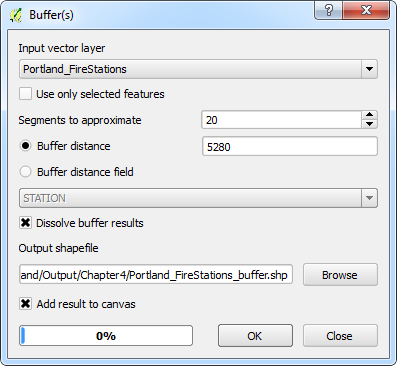 Buffer(s)
Input vector layer
Portland_FireStations
Use only selected features
Segments to approximate 20
Buffer distance 5280
Buffer distance field
STATION
Dissolve buffer results
Output shapefile
and/Output/Chapter4/Portland_FireStations_buffer.shp Browse
Add result to canvas
0% OK Close